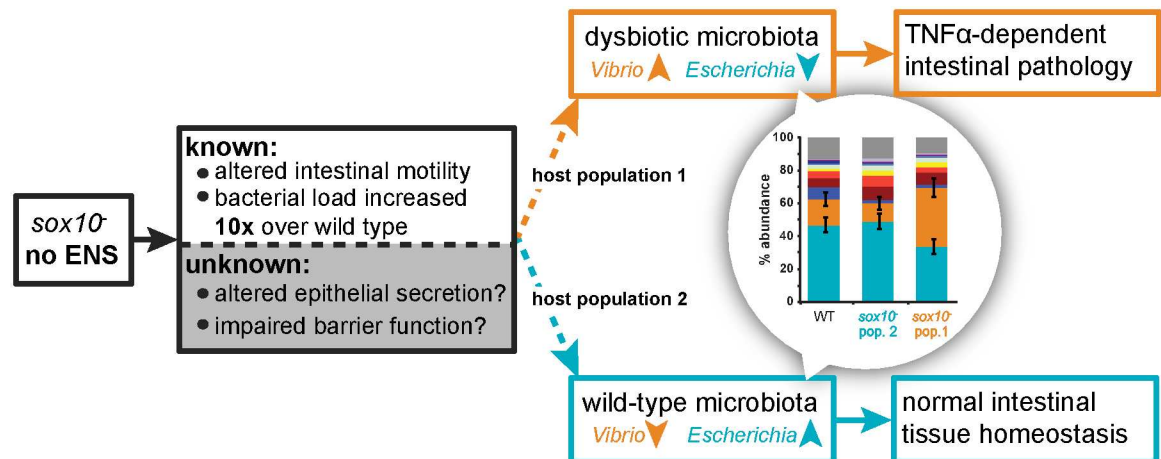 sox10-
no ENS
known:
• altered intestinal motility
• bacterial load increased
10x over wild type
unknown:
• altered epithelial secretion?
• impaired barrier function?
host population 1
host population 2
dysbiotic microbiota
Vibrio Escherichia
TNFα-dependent
intestinal pathology
% abundance
100
80
60
40
20
0
WT
sox10-
pop. 2
sox10-
pop.1
wild-type microbiota
Vibrio Escherichia
normal intestinal
tissue homeostasis